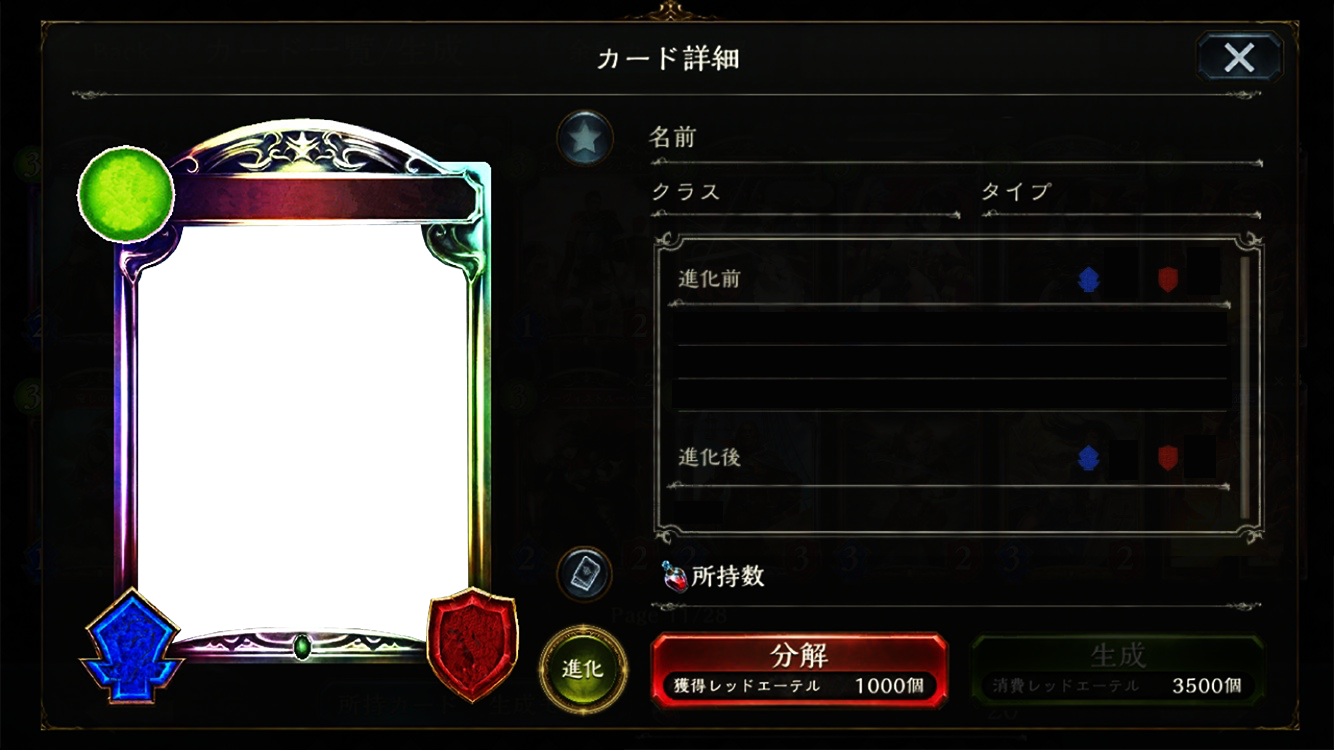 カード詳細
名前
クラス
タイプ
進化前
進化後
所持数
進化
分解
獲得レッドエーテル 1000個
生成
消費レッドエーテル 3500個